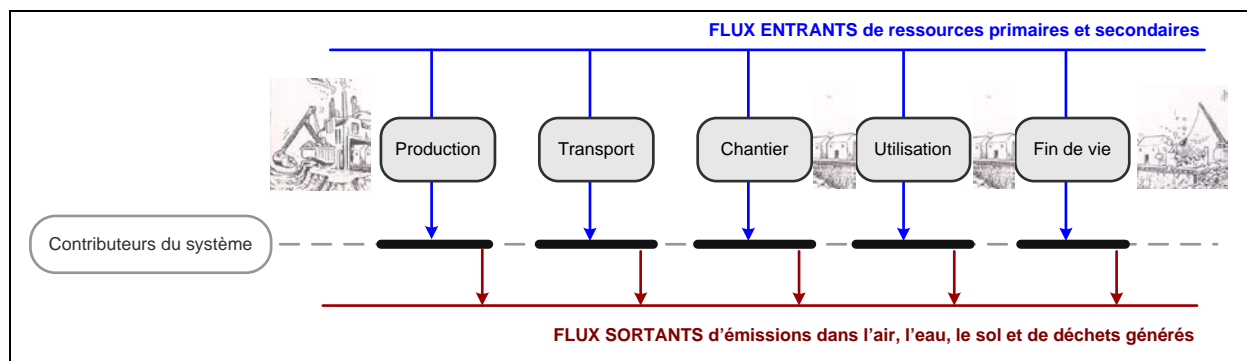 FLUX ENTRANTS de ressources primaires et secondaires
Production
Transport
Chantier
Utilisation
Fin de vie
Contributeurs du système
FLUX SORTANTS d’émissions dans l’air, l’eau, le sol et de déchets générés